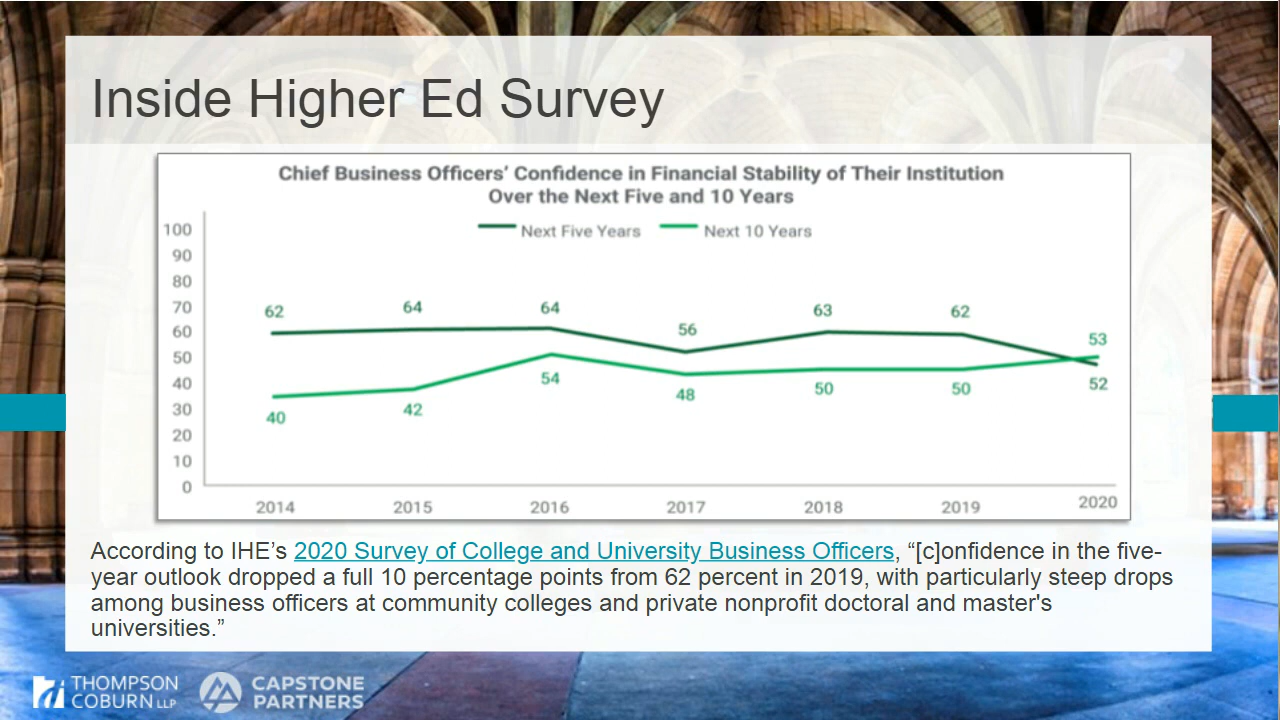 Inside Higher Ed Survey
Chief Business Officers’ Confidence in Financial Stability of Their Institution
Over the Next Five and 10 Years
Next Five Years Next 10 Years
100
90
80
70
60
50
40
30
20
10
0
62 64 64 56 63 62 53
40 42 54 48 50 50 52
2014 2015 2016 2017 2018 2019 2020
According to IHE’s 2020 Survey of College and University Business Officers, “[c]onfidence in the five-
year outlook dropped a full 10 percentage points from 62 percent in 2019, with particularly steep drops
among business officers at community colleges and private nonprofit doctoral and master's
universities.”
THOMPSON
COBURN LLP
CAPSTONE
PARTNERS